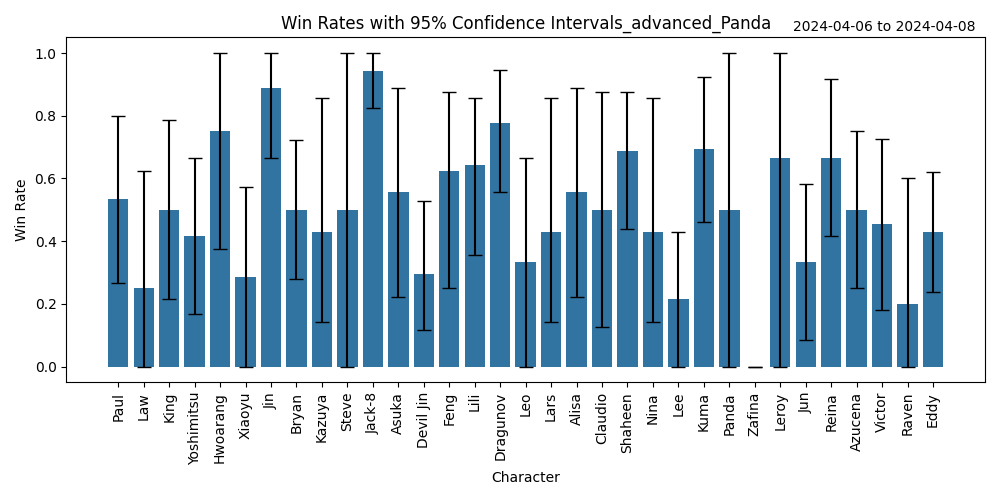 Win Rates with 95% Confidence Intervals_advanced_Panda
2024-04-06 to 2024-04-08
Win Rate
1.0
0.8
0.6
0.4
0.2
0.0
Paul
Law
King
Yoshimitsu
Hwoarang
Xiaoyu
Jin
Bryan
Kazuya
Steve
Jack-8
Asuka
Devil Jin
Feng
Lili
Dragunov
Leo
Lars
Alisa
Claudio
Shaheen
Nina
Lee
Kuma
Panda
Zafina
Leroy
Jun
Reina
Azucena
Victor
Raven
Eddy
Character